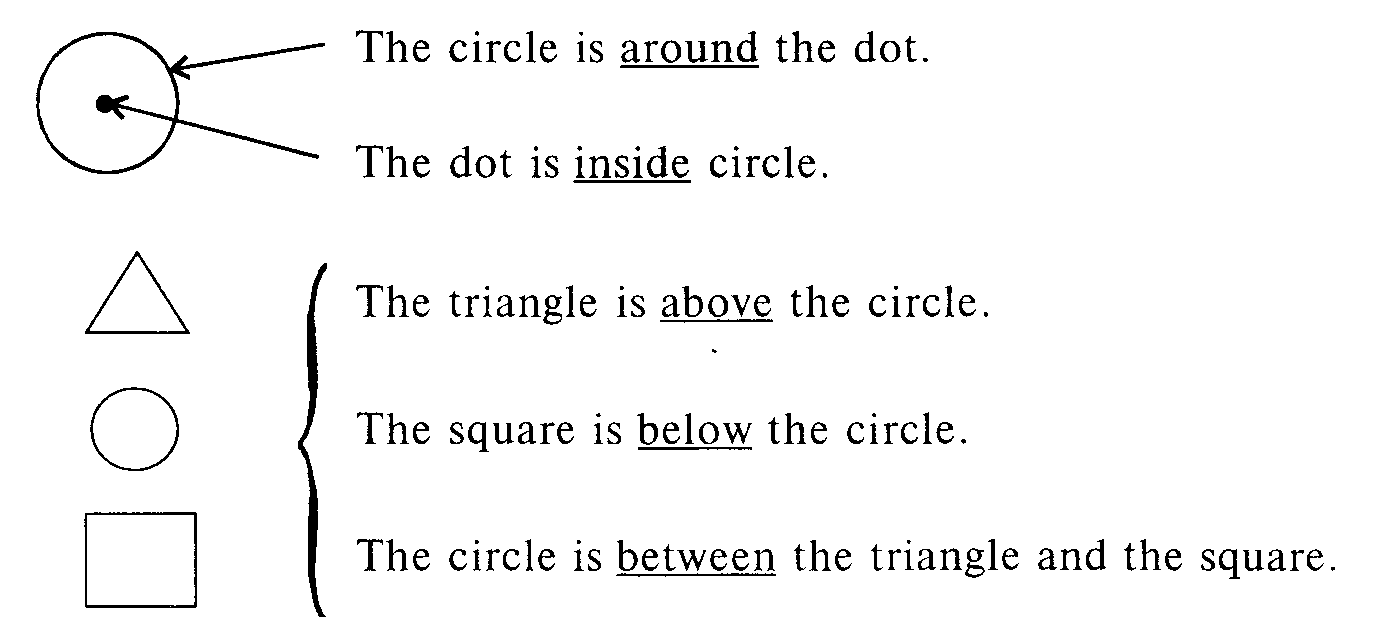 The circle is around the dot.
The dot is inside circle.
The triangle is above the circle.
The square is below the circle.
The circle is between the triangle and the square.